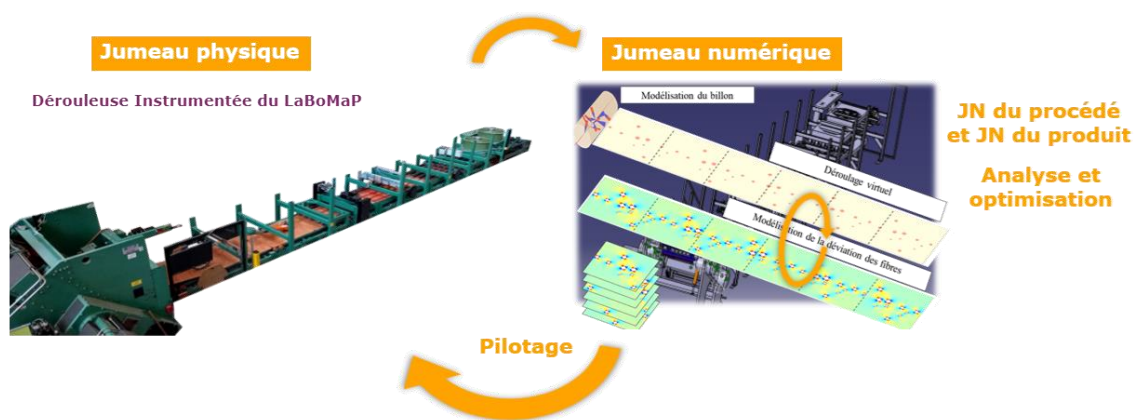 Jumeau physique
Dérouleuse Instrumentée du LaBoMaP
Jumeau numérique
Modélisation du billon
Déroulage virtuel
Modélisation de la déviation des fibres
JN du procédé
et JN du produit
Analyse et
optimisation
Pilotage